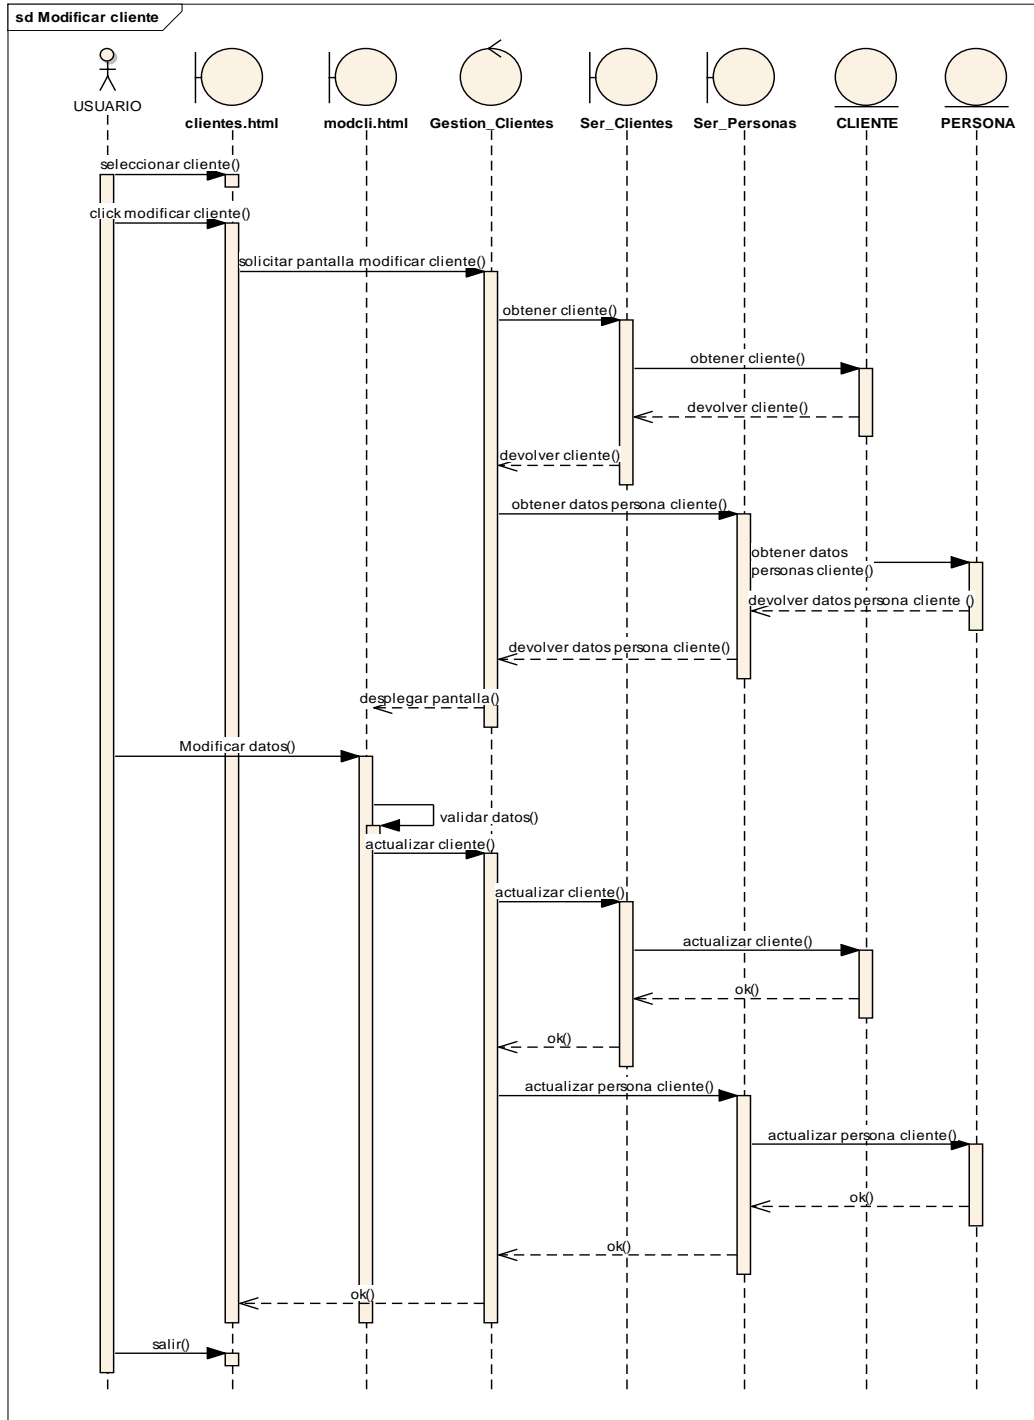 sd Modificar cliente
USUARIO
clientes.html
modcli.html
Gestion_Clientes
Ser_Clientes
Ser_Personas
CLIENTE
PERSONA
seleccionar cliente()
click modificar cliente()
solicitar pantalla modificar cliente()
obtener cliente()
obtener cliente()
devolver cliente()
devolver cliente()
obtener datos persona cliente()
obtener datos
personas cliente()
devolver datos persona cliente ()
devolver datos persona cliente()
desplegar pantalla()
Modificar datos()
validar datos()
actualizar cliente()
actualizar cliente()
actualizar cliente()
ok()
ok()
actualizar persona cliente()
actualizar persona cliente()
ok()
ok()
ok()
salir()